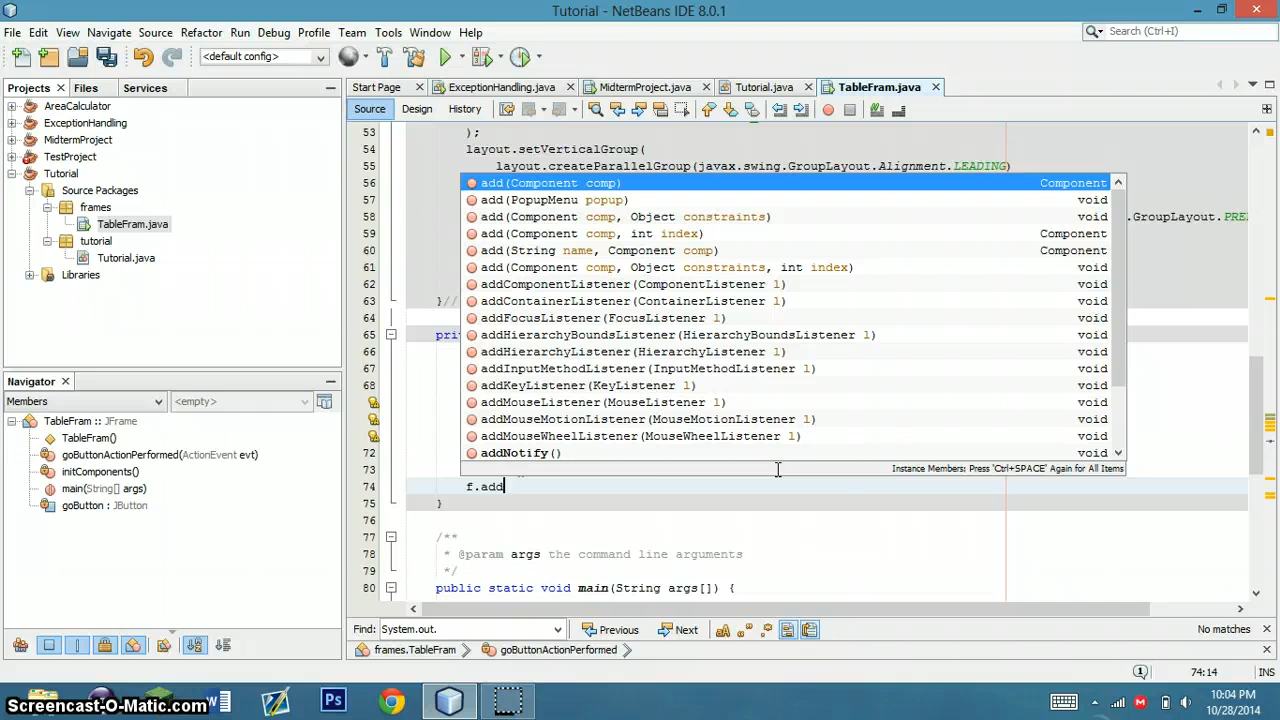 Tutorial - NetBeans IDE 8.0.1
File Edit View Navigate Source Refactor Run Debug Profile Team Tools Window Help
Search (Ctrl+I)
<default config>
Projects Files Services
Start Page ExceptionHandling.java MidtermProject.java Tutorial.java TableFram.java
Source Design History
AreaCalculator
ExceptionHandling
MidtermProject
TestProject
Tutorial
Source Packages
frames
TableFram.java
tutorial
Tutorial.java
Libraries
53 );
54 layout.setVerticalGroup(
55 layout.createParallelGroup(javax.swing.GroupLayout.Alignment.LEADING)
56 add(Component comp) Component
57 add(PopupMenu popup) void
58 add(Component comp, Object constraints) void .GroupLayout.PRE
59 add(Component comp, int index) Component
60 add(String name, Component comp) Component
61 add(Component comp, Object constraints, int index) void
62 addComponentListener(ComponentListener l) void
63 }// addContainerListener(ContainerListener l) void
64 addFocusListener(FocusListener l) void
65 pri addHierarchyBoundsListener(HierarchyBoundsListener l) void
66 addHierarchyListener(HierarchyListener l) void
67 addInputMethodListener(InputMethodListener l) void
68 addKeyListener(KeyListener l) void
addMouseListener(MouseListener l) void
addMouseMotionListener(MouseMotionListener l) void
addMouseWheelListener(MouseWheelListener l) void
72 addNotify() void
73 Instance Members: Press 'Ctrl+SPACE' Again for All Items
74 f.add
75 }
76
77 /**
78 * @param args the command line arguments
79 */
80 public static void main(String args[]) {
Navigator
Members <empty>
TableFram :: JFrame
TableFram()
goButtonActionPerformed(ActionEvent evt)
initComponents()
main(String[] args)
goButton : JButton
Find: System.out. Previous Next No matches
frames.TableFram goButtonActionPerformed
1 74:14 INS
Screencast-O-Matic.com
W
Ps
M
10:04 PM
10/28/2014